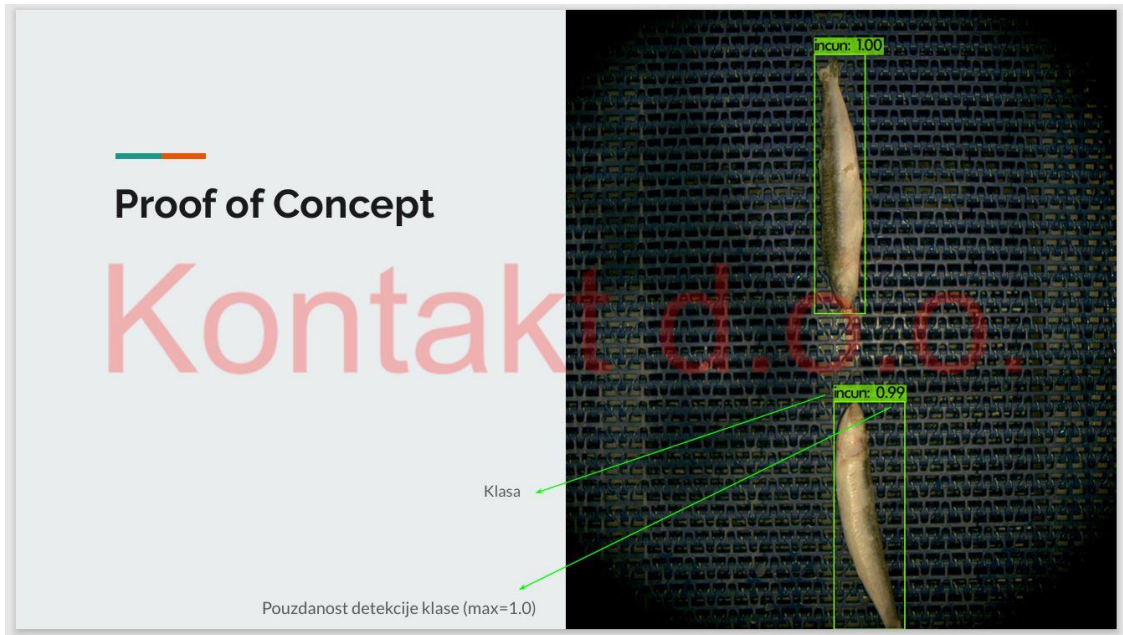 Proof of Concept
Kontakt d.o.o.
incun: 1.00
incun: 0.99
Klasa
Pouzdanost detekcije klase (max=1.0)